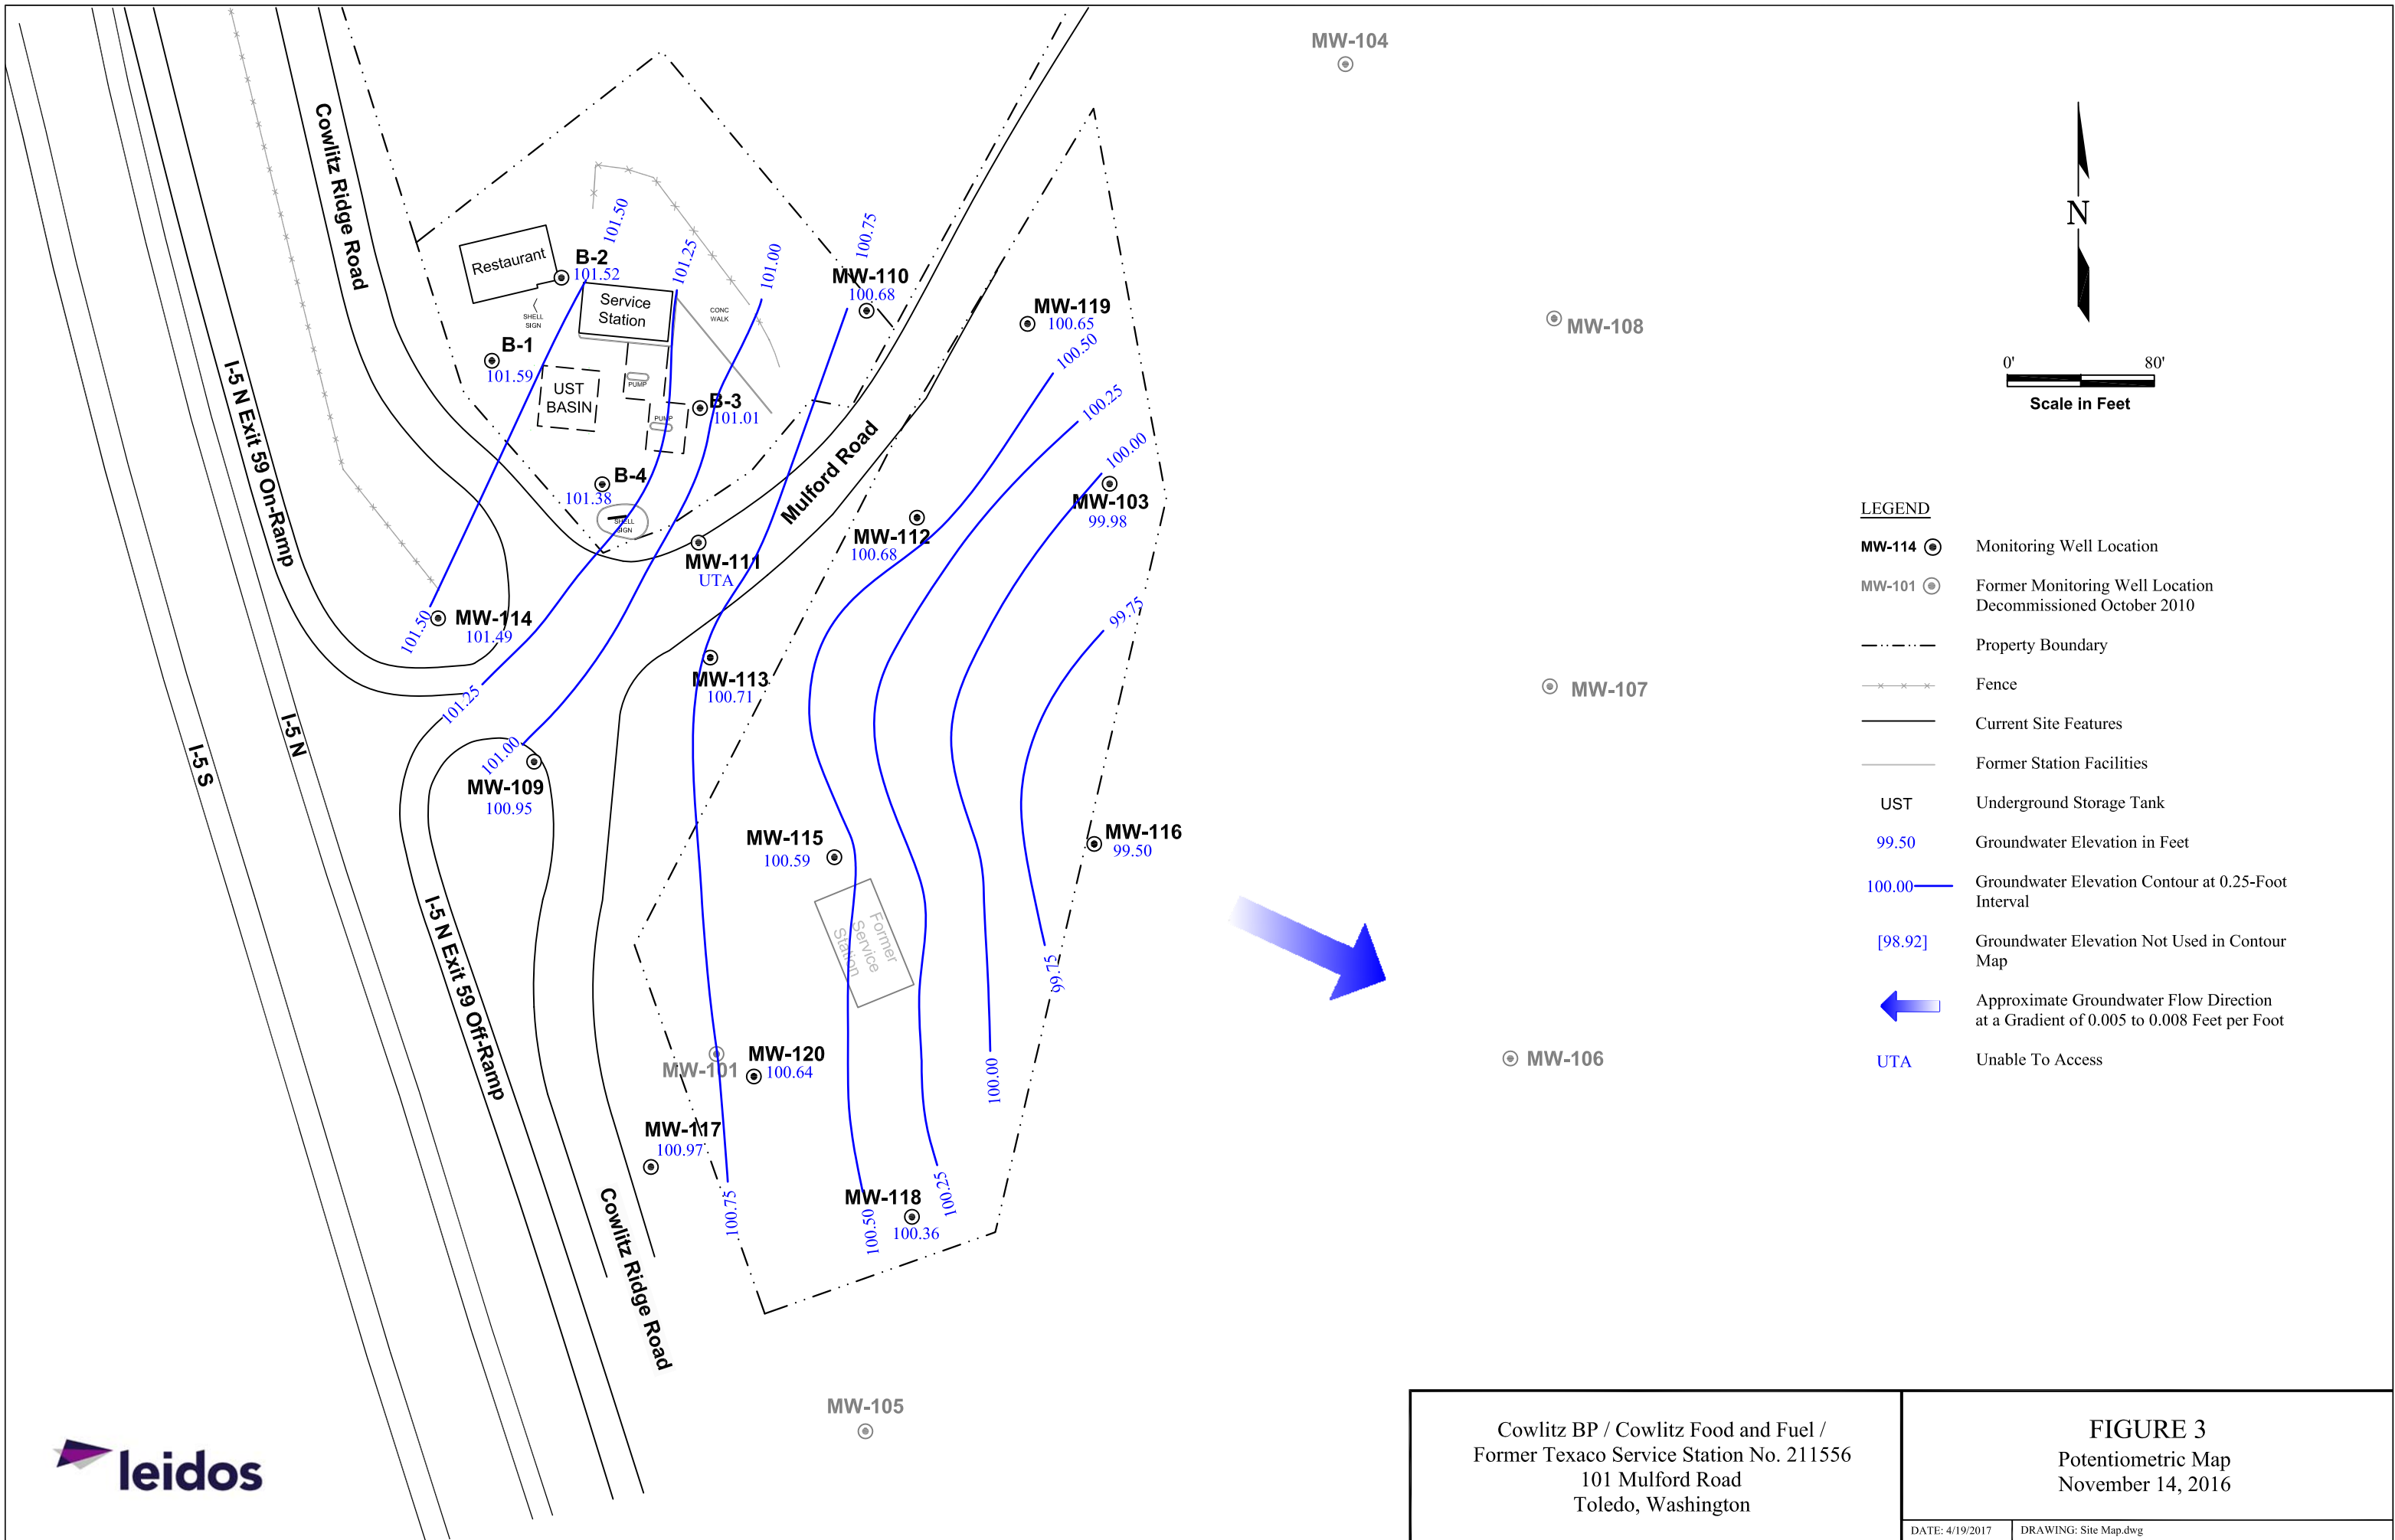 MW-104
Cowlitz Ridge Road
I-5 N Exit 59 On-Ramp
I-5 N
I-5 S
I-5 N Exit 59 Off-Ramp
Cowlitz Ridge Road
Mulford Road
Restaurant
B-2
101.52
SHELL
SIGN
Service
Station
CONC
WALK
B-1
101.59
UST
BASIN
PUMP
PUMP
B-3
101.01
B-4
101.38
SHELL
SIGN
101.50
101.25
101.00
100.75
MW-110
100.68
MW-119
100.65
100.50
100.25
100.00
MW-103
99.98
MW-112
100.68
MW-111
UTA
99.75
MW-114
101.49
101.50
101.25
101.00
MW-113
100.71
MW-109
100.95
MW-115
100.59
MW-116
99.50
Former
Service
Station
99.75
MW-101
MW-120
100.64
100.00
MW-117
100.97
100.75
MW-118
100.36
100.50
100.25
MW-105
MW-108
MW-107
MW-106
N
0' 80'
Scale in Feet
LEGEND
MW-114 Monitoring Well Location
MW-101 Former Monitoring Well Location
Decommissioned October 2010
Property Boundary
Fence
Current Site Features
Former Station Facilities
UST Underground Storage Tank
99.50 Groundwater Elevation in Feet
100.00 Groundwater Elevation Contour at 0.25-Foot
Interval
[98.92] Groundwater Elevation Not Used in Contour
Map
Approximate Groundwater Flow Direction
at a Gradient of 0.005 to 0.008 Feet per Foot
UTA Unable To Access
leidos
Cowlitz BP / Cowlitz Food and Fuel /
Former Texaco Service Station No. 211556
101 Mulford Road
Toledo, Washington
FIGURE 3
Potentiometric Map
November 14, 2016
DATE: 4/19/2017
DRAWING: Site Map.dwg